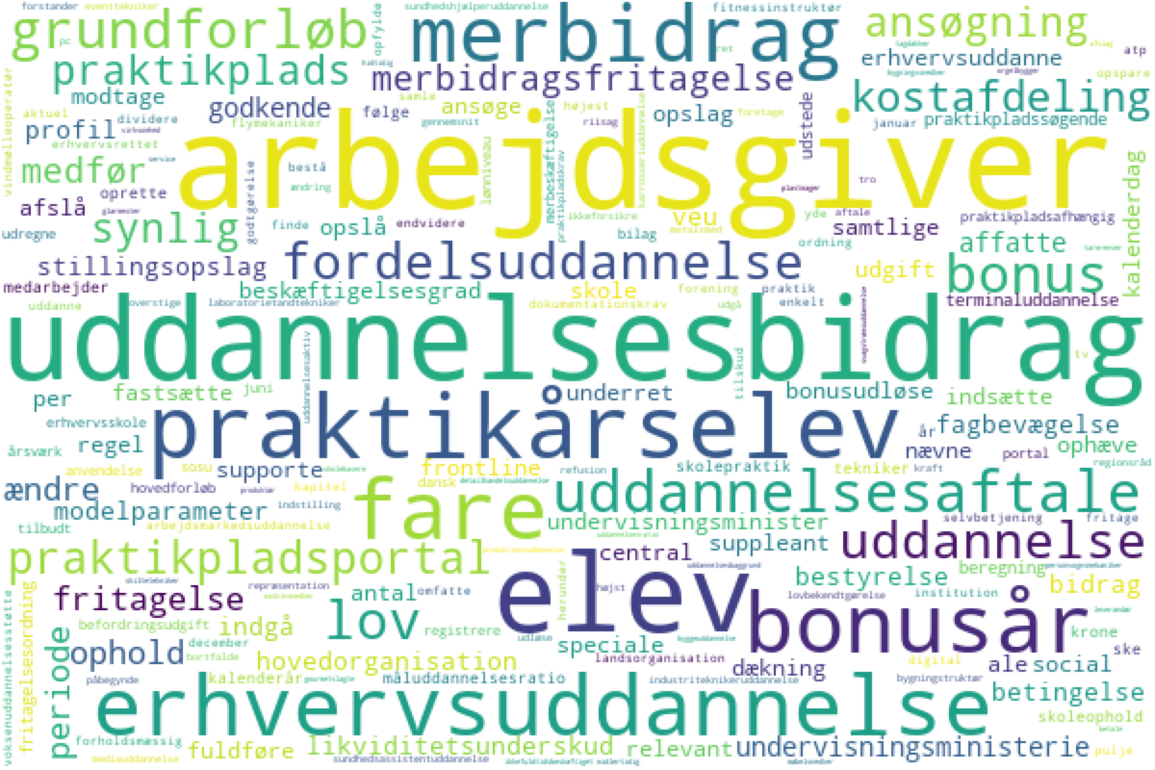 forstander eventtekniker sundhedshjælperuddannelse fitnessinstruktør
grundforløb merbidrag ansøgning
pc opfylde ret
praktikplads merbidragsfritagelse erhvervsuddanne atp
modtage godkende samle ansøge højest opslag kostafdeling opspare
aktuel dividere følge gennemsnit riisag foretage udstede januar praktikpladssøgende
profil virksomhed flymekaniker
vindmølleoperatør erhvervsrettet arbejdsgiver
medfør service bestå lønniveau merbeskæftigelse
afslå oprette ændring praktikpladskrav tro kalenderdag
glarmester godtgørelse ikkeforsikre veu yde aftale praktikpladsafhængig
udregne synlig finde opslå endvidere bilag metalsmed ordning samtlige affatte
stillingsopslag fordelsuddannelse udgift bonus
medarbejder beskæftigelsesgrad skole forening praktik
uddanne overstige laboratorietandtekniker dokumentationskrav udgå enkelt terminaluddannelse
uddannelsesbidrag
uddannelsesaktiv tilskud tv
per fastsætte juni underret bonusudløse indsætte
erhvervsskole praktikårselev år fagbevægelse
årsværk regel nævne portal ophæve
anvendelse sosu supporte frontline refusion skolepraktik tekniker kraft regionsråd
ændre hovedforløb kapitel dansk detailhandeluddannelse
modelparameter indstilling fare uddannelsesaftale
tilbudt arbejdsmarkedsuddannelse undervisningsminister selvbetjening fritage
praktikpladsportal central suppleant uddannelse
skiltetekniker repræsentation elev højst bestyrelse beregning
fritagelse antal omfatte herunder lovbekendtgørelse institution bidrag
fritagelsesordning befordringsudgift indgå lov registrere udløse bonusår krone
periode december speciale ske
ophold bortfalde hovedorganisation landsorganisation dækning digital ale social
voksenuddannelsesstøtte påbegynde kalenderår måluddannelsesratio industriteknikeruddannelse bygningstruktør betingelse
erhvervsuddannelse skoleophold
forholdsmæssig fuldføre likviditetsunderskud relevant undervisningsministerie pulje
mediauddannelse sundhedsassistentuddannelse